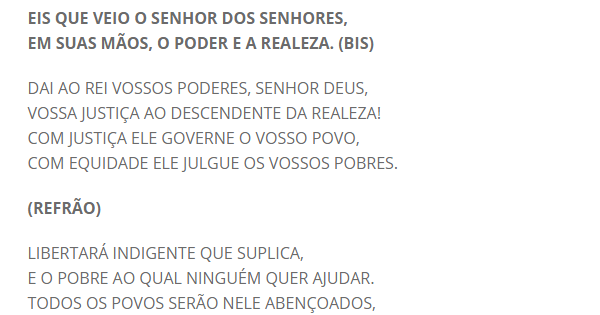 EIS QUE VEIO O SENHOR DOS SENHORES,
EM SUAS MÃOS, O PODER E A REALEZA. (BIS)
DAI AO REI VOSSOS PODERES, SENHOR DEUS,
VOSSA JUSTIÇA AO DESCENDENTE DA REALEZA!
COM JUSTIÇA ELE GOVERNE O VOSSO POVO,
COM EQUIDADE ELE JULGUE OS VOSSOS POBRES.
(REFRÃO)
LIBERTARÁ INDIGENTE QUE SUPLICA,
E O POBRE AO QUAL NINGUÉM QUER AJUDAR.
TODOS OS POVOS SERÃO NELE ABENÇOADOS,